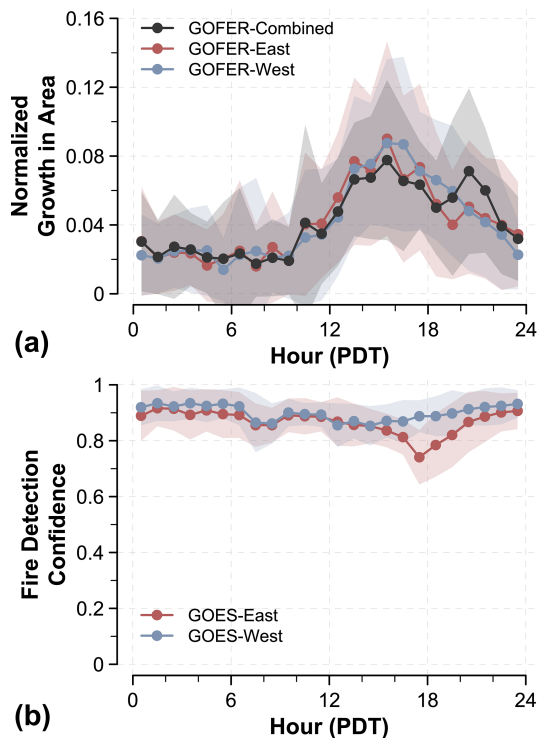 0.16
0.12
0.08
0.04
0
Normalized
Growth in Area
GOFER-Combined
GOFER-East
GOFER-West
0 6 12 18 24
Hour (PDT)
(a)
1
0.8
0.6
0.4
0.2
0
Fire Detection
Confidence
GOES-East
GOES-West
0 6 12 18 24
Hour (PDT)
(b)